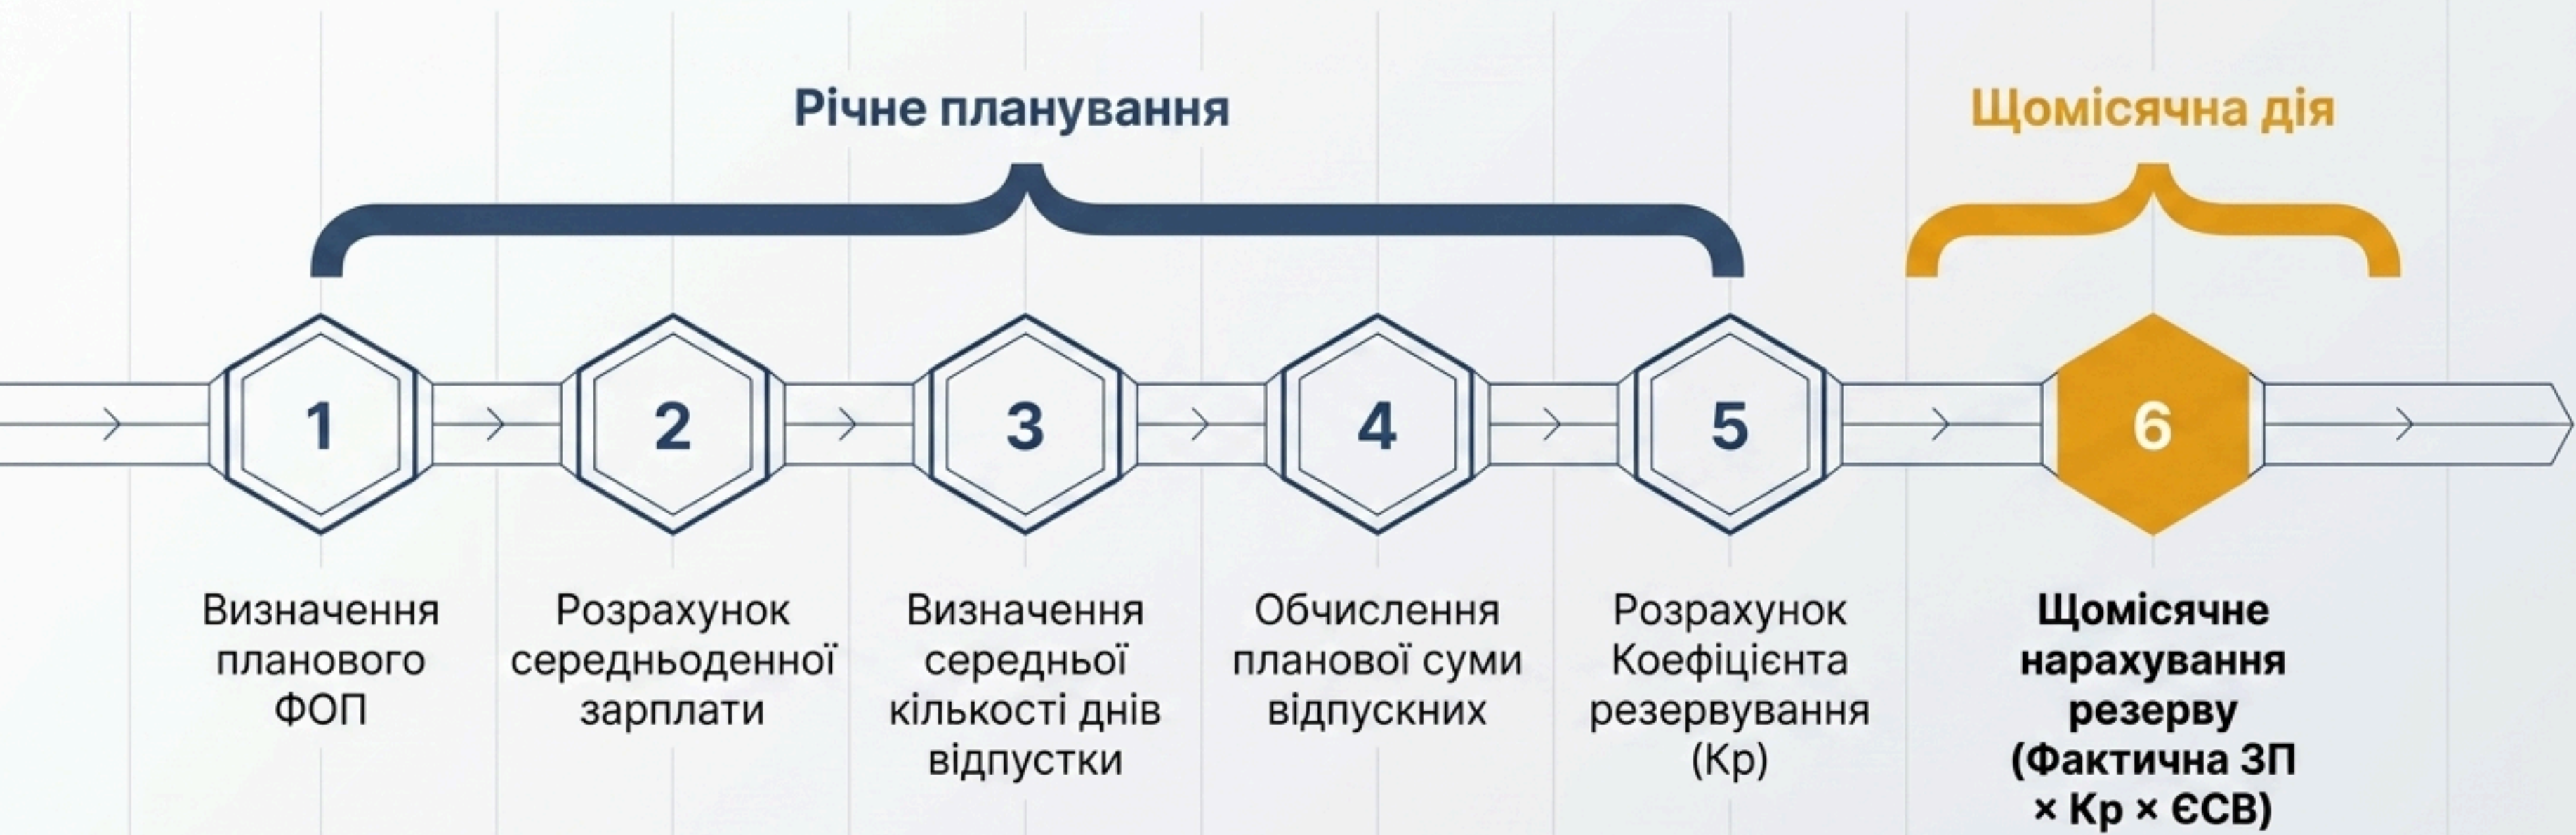 Річне планування
Щомісячна дія
1
2
3
4
5
6
Визначення
планового
ФОП
Розрахунок
середньоденної
зарплати
Визначення
середньої
кількості днів
відпустки
Обчислення
планової суми
відпускних
Розрахунок
Коефіцієнта
резервування
(Кр)
Щомісячне
нарахування
резерву
(Фактична ЗП
× Кр × ЄСВ)